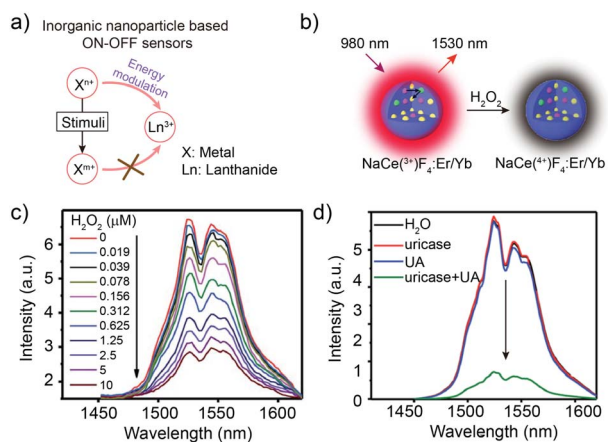 a)
Inorganic nanoparticle based
ON-OFF sensors
Energy
modulation
Xⁿ⁺
Stimuli
Ln³⁺
Xᵐ⁺
X: Metal
Ln: Lanthanide
b)
980 nm
1530 nm
H₂O₂
NaCe(³⁺)F₄:Er/Yb
NaCe(⁴⁺)F₄:Er/Yb
c)
H₂O₂ (μM)
0
0.019
0.039
0.078
0.156
0.312
0.625
1.25
2.5
5
10
Intensity (a.u.)
6
5
4
3
2
1450
1500
1550
1600
Wavelength (nm)
d)
H₂O
uricase
UA
uricase+UA
Intensity (a.u.)
5
4
3
2
1
0
1450
1500
1550
1600
Wavelength (nm)